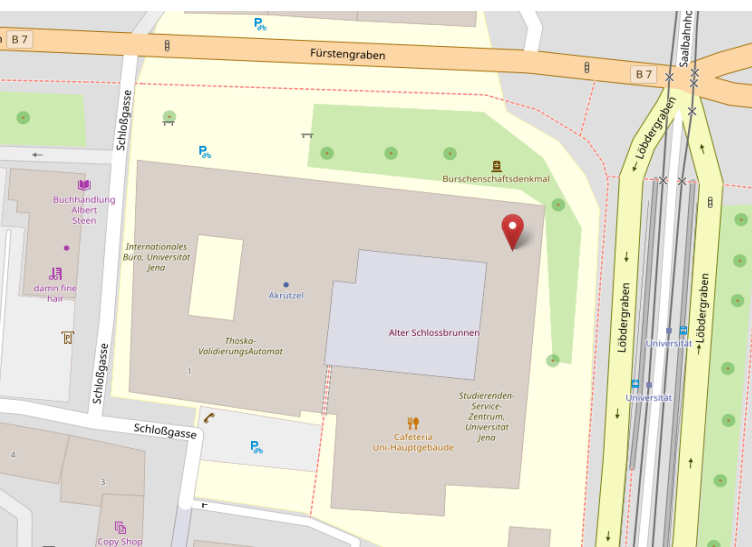 n
B 7
Fürstengraben
B 7
Saalbahnho
Löbdergraben
Schloßgasse
Burschenschaftsdenkmal
Buchhandlung
Albert
Steen
Internationales
Büro, Universität
Jena
damn fine
hair
Akrützel
Löbdergraben
Löbdergraben
Thoska-
ValidierungsAutomat
Alter Schlossbrunnen
Universität
1
Schloßgasse
Universität
Studierenden-
Service-
Zentrum,
Universität
Jena
Schloßgasse
Cafeteria
Uni-Hauptgebäude
4
3
Copy Shop